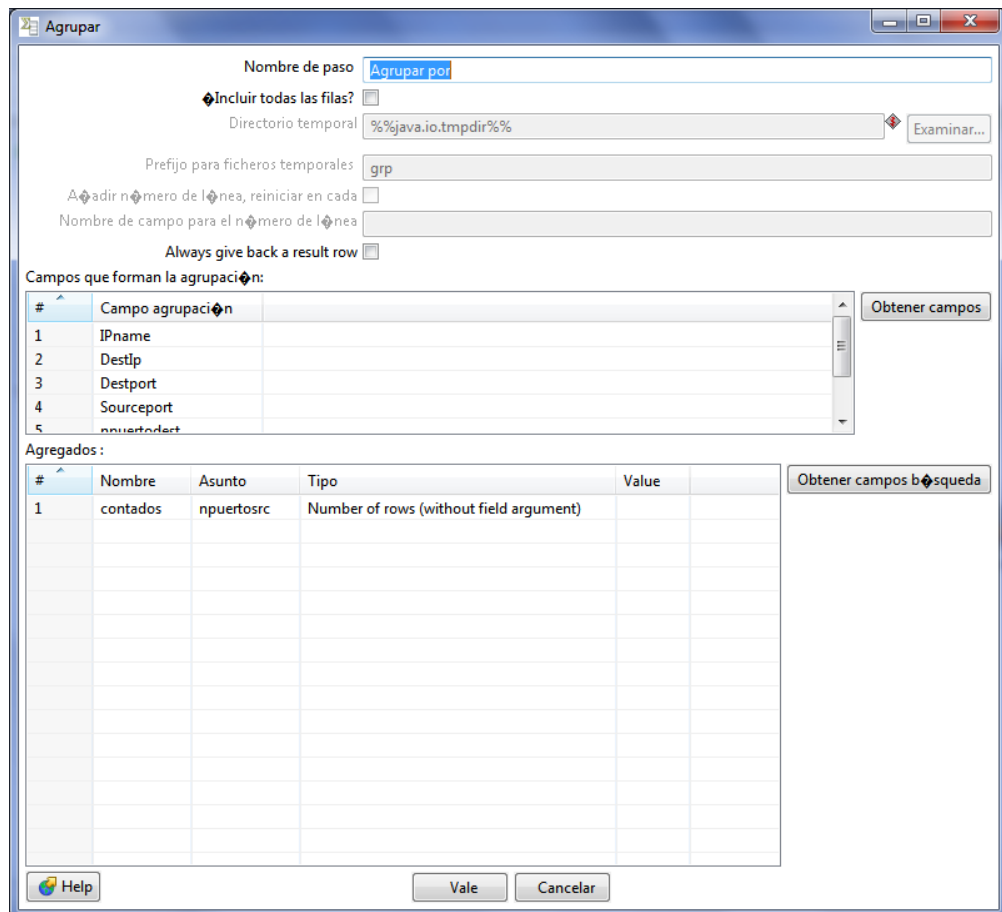 Agrupar
Nombre de paso Agrupar por
�Incluir todas las filas?
Directorio temporal %%java.io.tmpdir%% Examinar...
Prefijo para ficheros temporales grp
A�adir n�mero de l�nea, reiniciar en cada
Nombre de campo para el n�mero de l�nea
Always give back a result row
Campos que forman la agrupaci�n:
# Campo agrupaci�n Obtener campos
1 IPname
2 DestIp
3 Destport
4 Sourceport
5 npuertodest
Agregados :
# Nombre Asunto Tipo Value Obtener campos b�squeda
1 contados npuertosrc Number of rows (without field argument)
Help Vale Cancelar